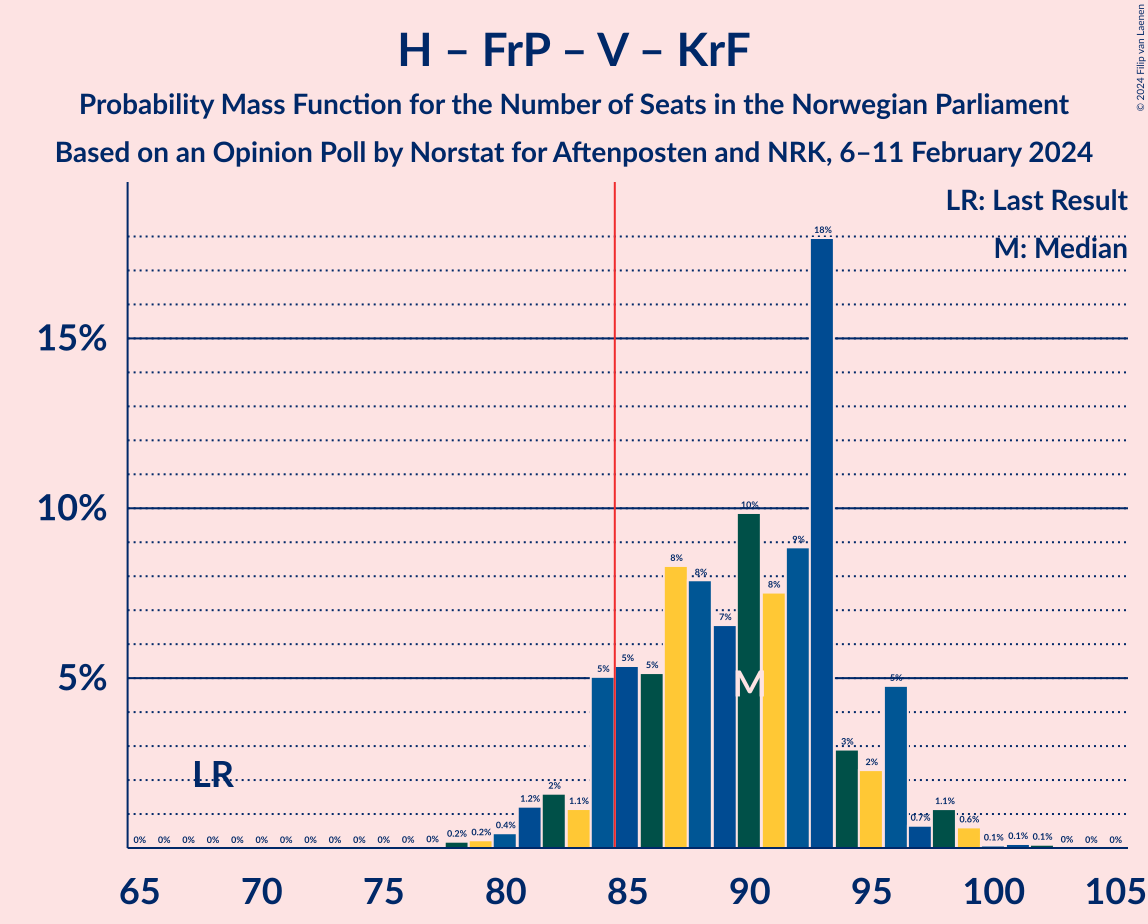 H – FrP – V – KrF
Probability Mass Function for the Number of Seats in the Norwegian Parliament
Based on an Opinion Poll by Norstat for Aftenposten and NRK, 6–11 February 2024
© 2024 Filip van Laenen
LR: Last Result
M: Median
15%
10%
5%
LR
M
0% 0% 0% 0% 0% 0% 0% 0% 0% 0% 0% 0% 0% 0.2% 0.2% 0.4% 1.2% 2% 1.1% 5% 5% 5% 8% 8% 7% 10% 8% 9% 18% 3% 2% 5% 0.7% 1.1% 0.6% 0.1% 0.1% 0.1% 0% 0% 0%
65 70 75 80 85 90 95 100 105